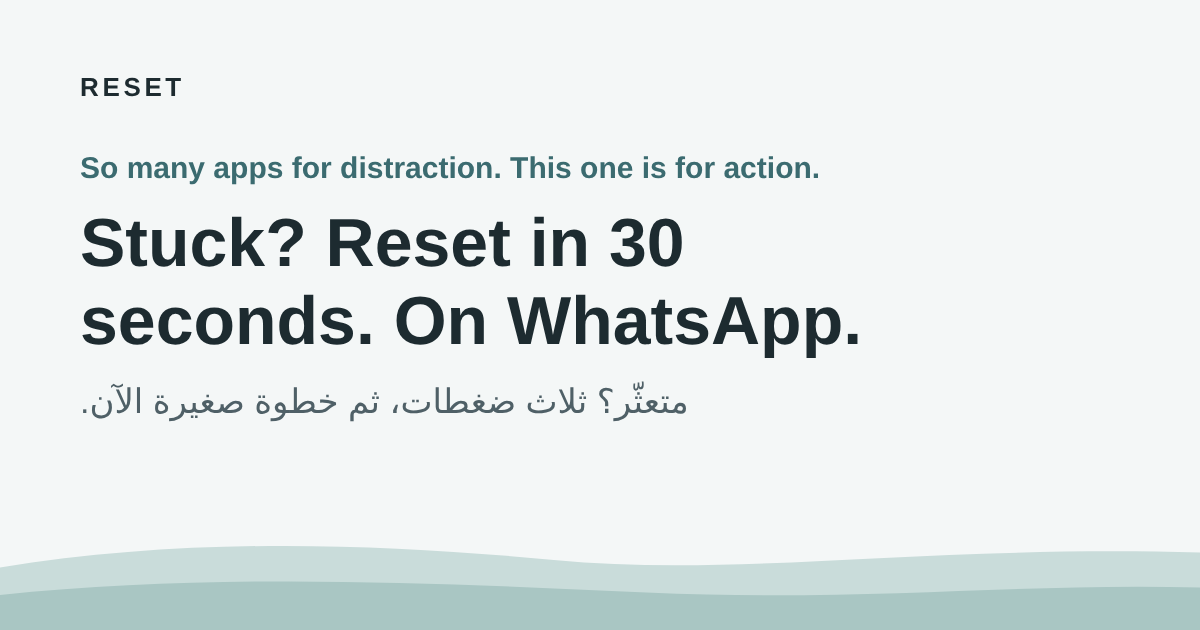 RESET
So many apps for distraction. This one is for action.
Stuck? Reset in 30
seconds. On WhatsApp.
متعثّر؟ ثلاث ضغطات، ثم خطوة صغيرة الآن.